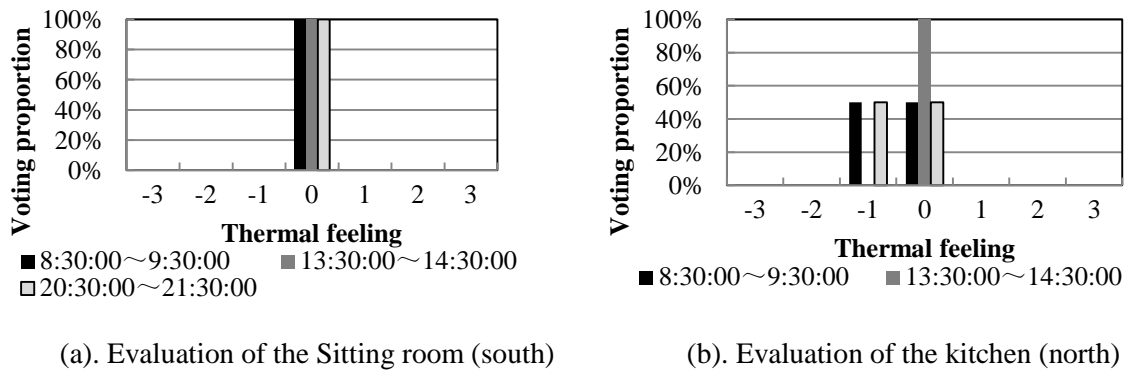 100%
80%
60%
40%
20%
0%
Voting proportion
-3 -2 -1 0 1 2 3
Thermal feeling
8:30:00～9:30:00 13:30:00～14:30:00
20:30:00～21:30:00
(a). Evaluation of the Sitting room (south)
100%
80%
60%
40%
20%
0%
Voting proportion
-3 -2 -1 0 1 2 3
Thermal feeling
8:30:00～9:30:00 13:30:00～14:30:00
(b). Evaluation of the kitchen (north)